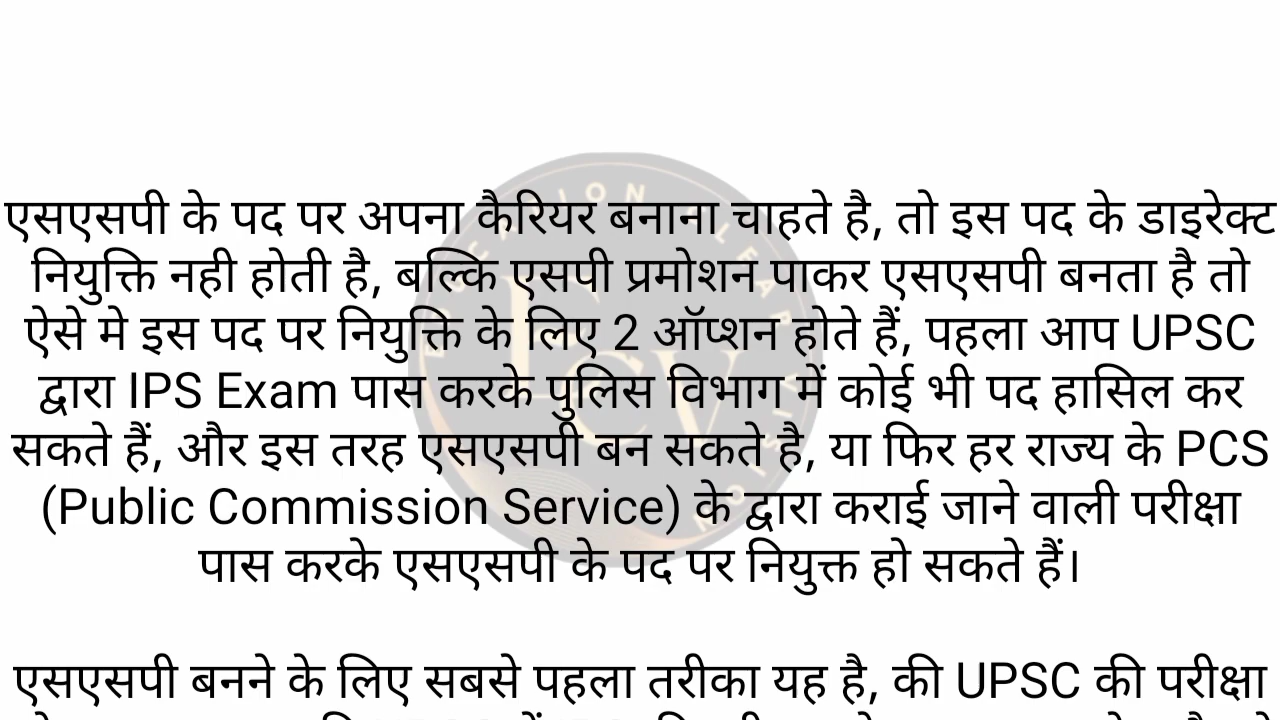 एसएसपी के पद पर अपना कैरियर बनाना चाहते है, तो इस पद के डाइरेक्ट
नियुक्ति नही होती है, बल्कि एसपी प्रमोशन पाकर एसएसपी बनता है तो
ऐसे मे इस पद पर नियुक्ति के लिए 2 ऑप्शन होते हैं, पहला आप UPSC
द्वारा IPS Exam पास करके पुलिस विभाग में कोई भी पद हासिल कर
सकते हैं, और इस तरह एसएसपी बन सकते है, या फिर हर राज्य के PCS
(Public Commission Service) के द्वारा कराई जाने वाली परीक्षा
पास करके एसएसपी के पद पर नियुक्त हो सकते हैं।
एसएसपी बनने के लिए सबसे पहला तरीका यह है, की UPSC की परीक्षा